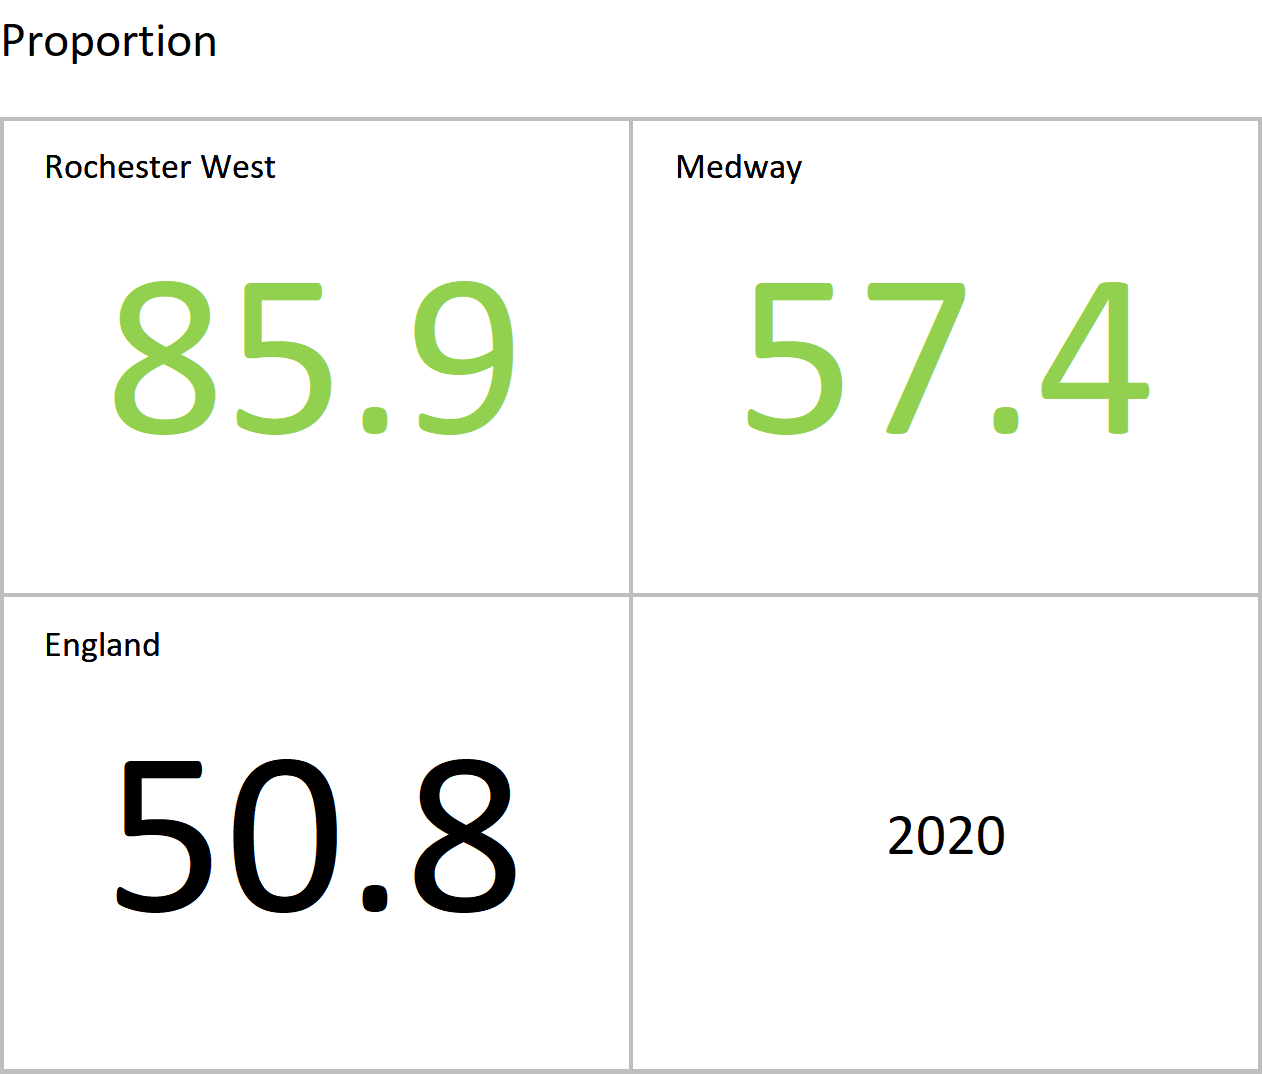 Proportion
Rochester West
85.9
Medway
57.4
England
50.8
2020